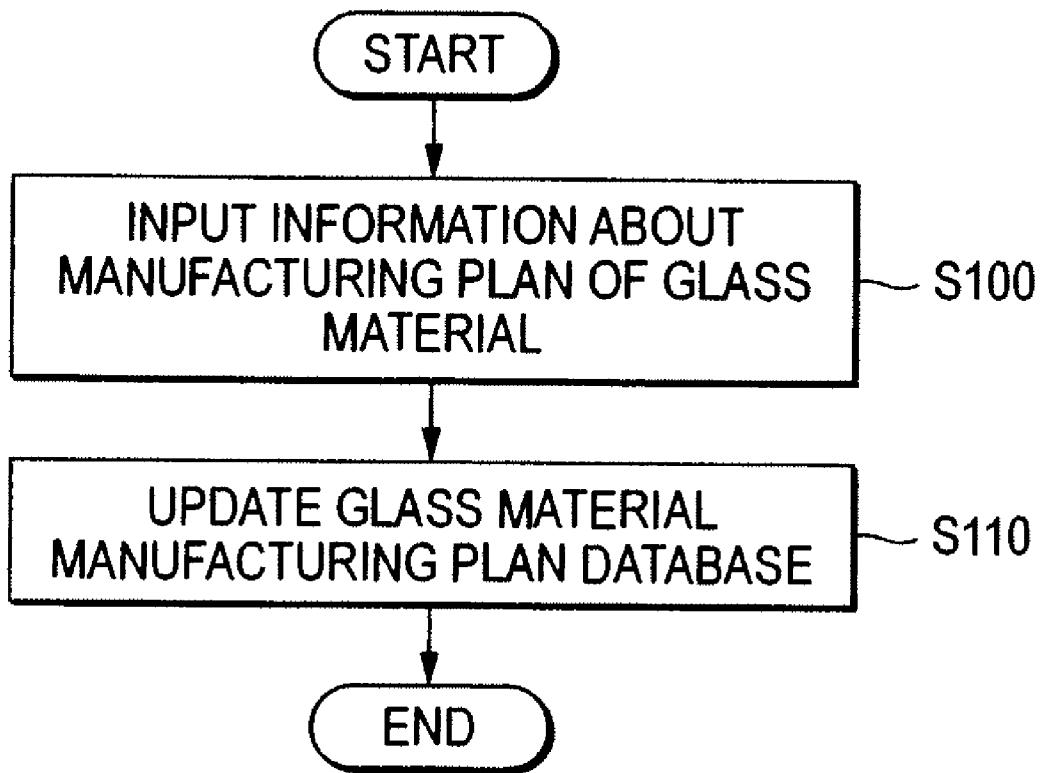 START
INPUT INFORMATION ABOUT
MANUFACTURING PLAN OF GLASS
MATERIAL
S100
UPDATE GLASS MATERIAL
MANUFACTURING PLAN DATABASE
S110
END